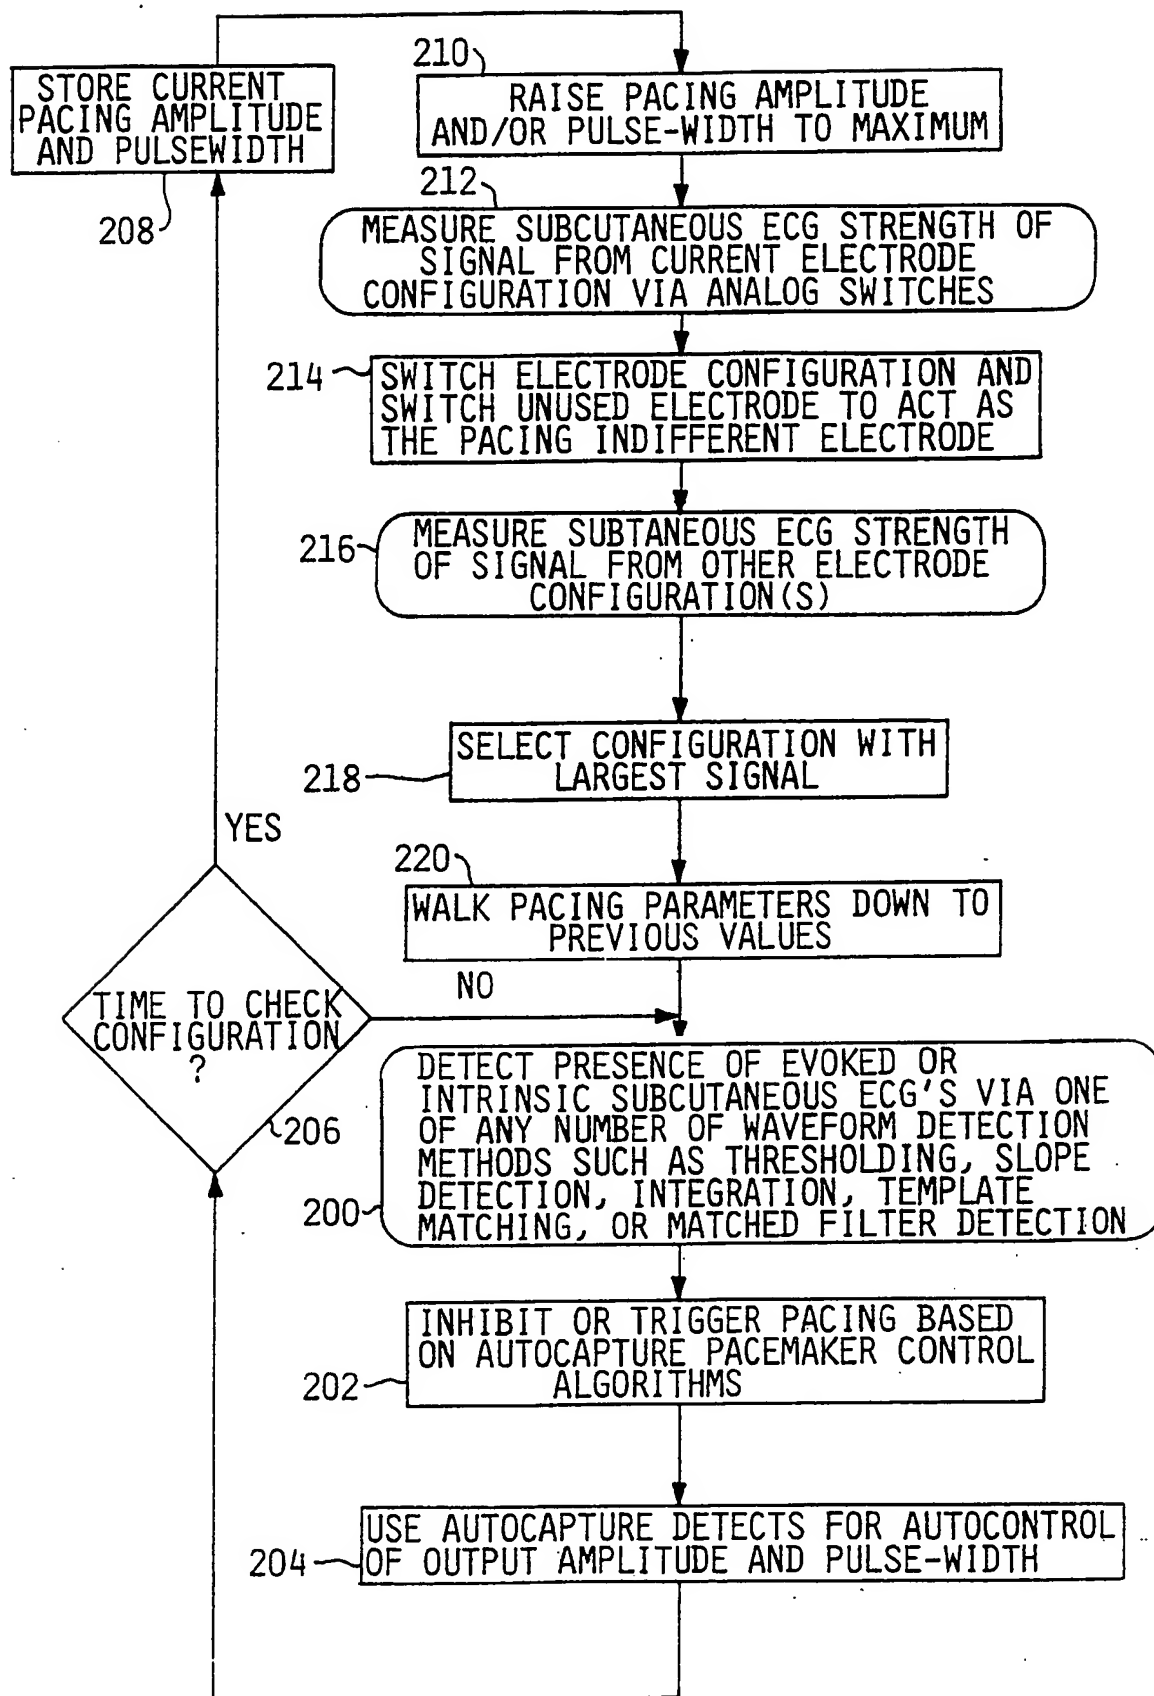 STORE CURRENT
PACING AMPLITUDE
AND PULSEWIDTH
208
210
RAISE PACING AMPLITUDE
AND/OR PULSE-WIDTH TO MAXIMUM
212
MEASURE SUBCUTANEOUS ECG STRENGTH OF
SIGNAL FROM CURRENT ELECTRODE
CONFIGURATION VIA ANALOG SWITCHES
214
SWITCH ELECTRODE CONFIGURATION AND
SWITCH UNUSED ELECTRODE TO ACT AS
THE PACING INDIFFERENT ELECTRODE
216
MEASURE SUBTANEOUS ECG STRENGTH
OF SIGNAL FROM OTHER ELECTRODE
CONFIGURATION(S)
218
SELECT CONFIGURATION WITH
LARGEST SIGNAL
YES
220
WALK PACING PARAMETERS DOWN TO
PREVIOUS VALUES
NO
TIME TO CHECK
CONFIGURATION
?
206
200
DETECT PRESENCE OF EVOKED OR
INTRINSIC SUBCUTANEOUS ECG'S VIA ONE
OF ANY NUMBER OF WAVEFORM DETECTION
METHODS SUCH AS THRESHOLDING, SLOPE
DETECTION, INTEGRATION, TEMPLATE
MATCHING, OR MATCHED FILTER DETECTION
202
INHIBIT OR TRIGGER PACING BASED
ON AUTOCAPTURE PACEMAKER CONTROL
ALGORITHMS
204
USE AUTOCAPTURE DETECTS FOR AUTOCONTROL
OF OUTPUT AMPLITUDE AND PULSE-WIDTH